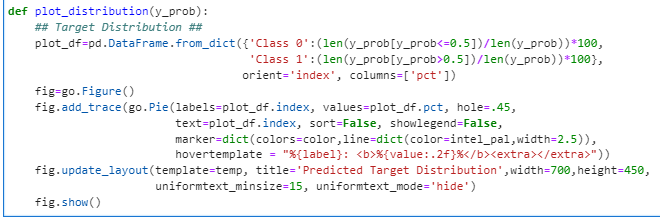 def plot_distribution(y_prob):
    ## Target Distribution ##
    plot_df=pd.DataFrame.from_dict({'Class 0':(len(y_prob[y_prob<=0.5])/len(y_prob))*100,
                                    'Class 1':(len(y_prob[y_prob>0.5])/len(y_prob))*100},
                                   orient='index', columns=['pct'])
    fig=go.Figure()
    fig.add_trace(go.Pie(labels=plot_df.index, values=plot_df.pct, hole=.45,
                         text=plot_df.index, sort=False, showlegend=False,
                         marker=dict(colors=color,line=dict(color=intel_pal,width=2.5)),
                         hovertemplate = "%{label}: <b>%{value:.2f}%</b><extra></extra>"))
    fig.update_layout(template=temp, title='Predicted Target Distribution',width=700,height=450,
                      uniformtext_minsize=15, uniformtext_mode='hide')
    fig.show()